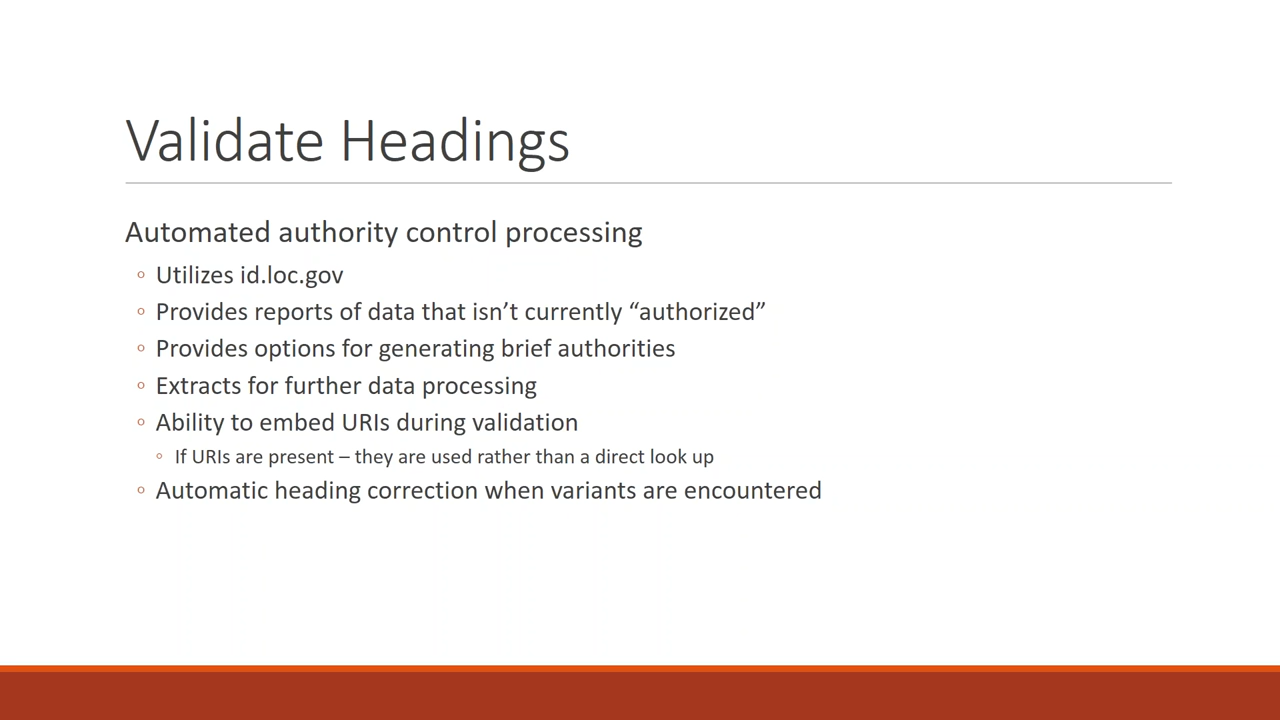 Validate Headings
Automated authority control processing
◦ Utilizes id.loc.gov
◦ Provides reports of data that isn’t currently “authorized”
◦ Provides options for generating brief authorities
◦ Extracts for further data processing
◦ Ability to embed URIs during validation
◦ If URIs are present – they are used rather than a direct look up
◦ Automatic heading correction when variants are encountered